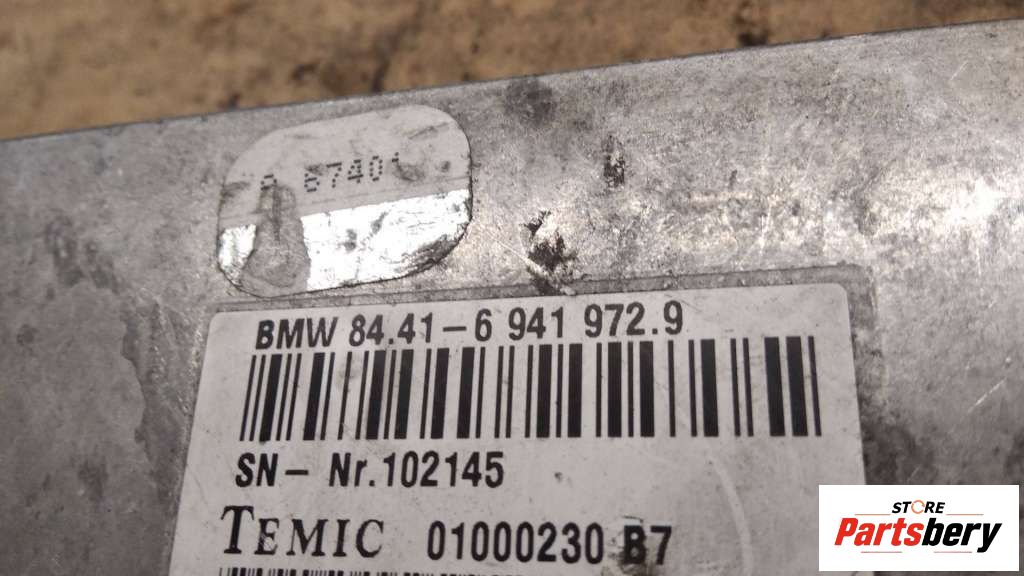 67401
BMW 84.41-6 941 972.9
SN- Nr.102145
TEMIC 01000230 B7
STORE
Partsbery